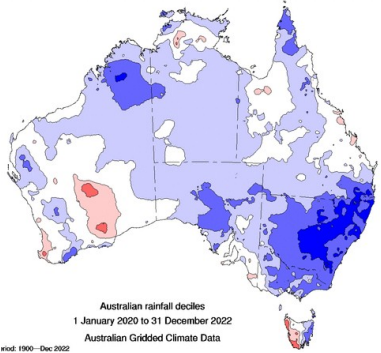 Australian rainfall deciles
1 January 2020 to 31 December 2022
Australian Gridded Climate Data
riod: 1900—Dec 2022